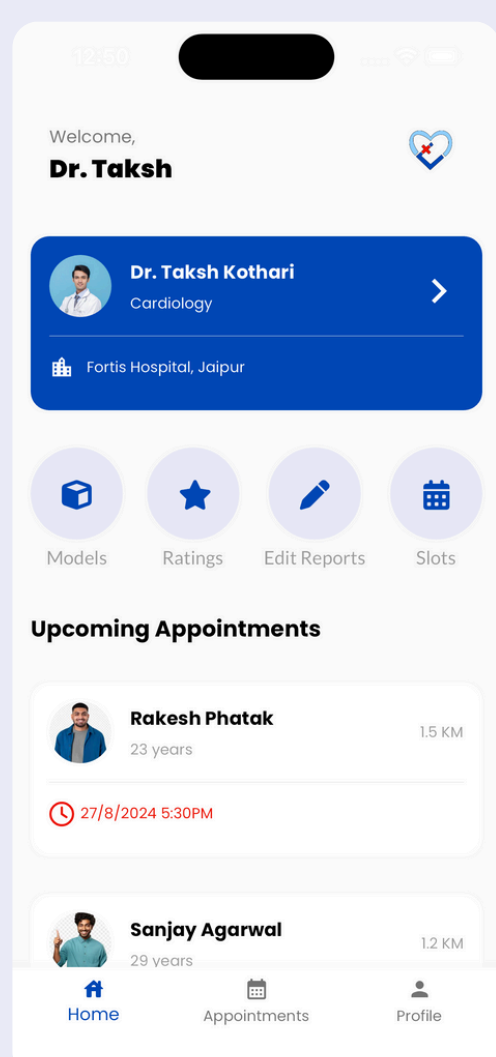 12:50
Welcome,
Dr. Taksh
Dr. Taksh Kothari
Cardiology
Fortis Hospital, Jaipur
Models Ratings Edit Reports Slots
Upcoming Appointments
Rakesh Phatak 1.5 KM
23 years
27/8/2024 5:30PM
Sanjay Agarwal 1.2 KM
29 years
Home Appointments Profile